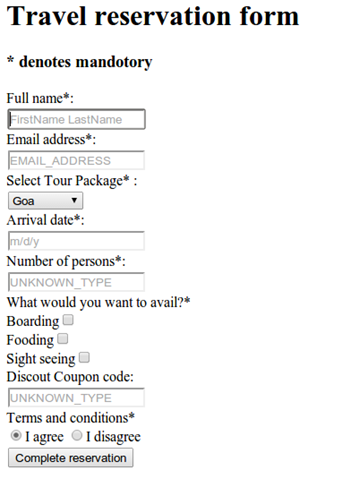 Travel reservation form
* denotes mandotory
Full name*:
FirstName LastName
Email address*:
EMAIL_ADDRESS
Select Tour Package* :
Goa
Arrival date*:
m/d/y
Number of persons*:
UNKNOWN_TYPE
What would you want to avail?*
Boarding
Fooding
Sight seeing
Discout Coupon code:
UNKNOWN_TYPE
Terms and conditions*
I agree I disagree
Complete reservation